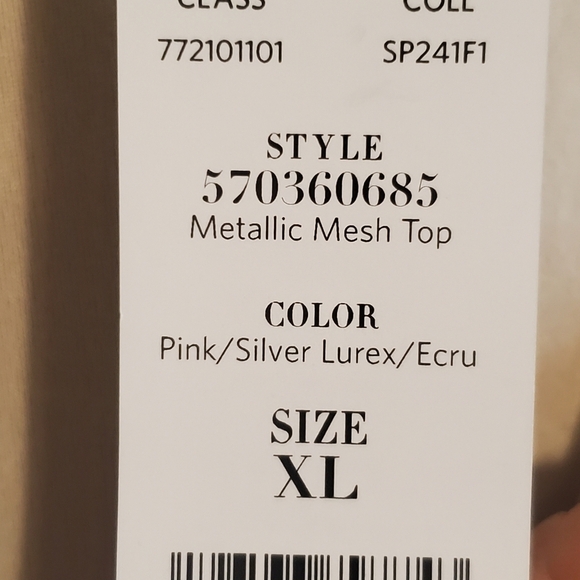 CLASS COLL
772101101 SP241F1
STYLE
570360685
Metallic Mesh Top
COLOR
Pink/Silver Lurex/Ecru
SIZE
XL